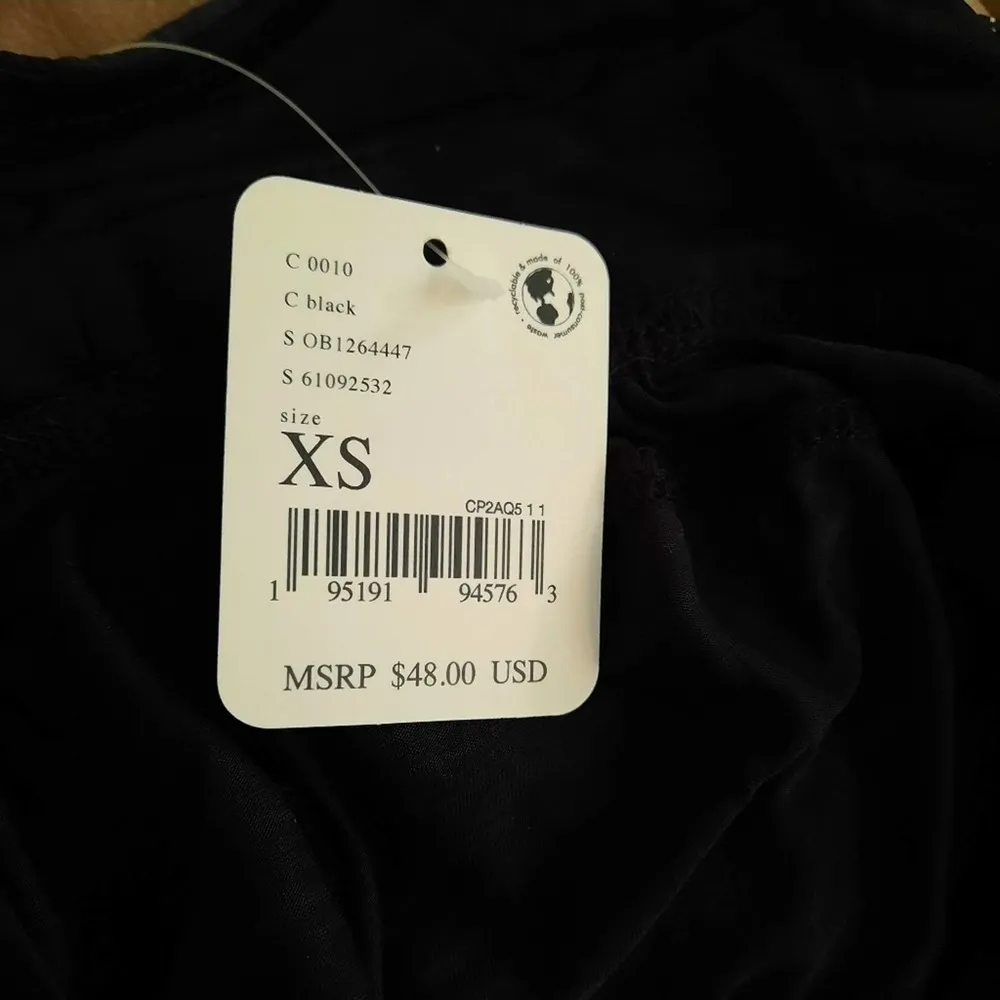 C 0010
C black
S OB1264447
S 61092532
size
XS
CP2AQ5 1 1
1 95191 94576 3
MSRP $48.00 USD
recyclable & made of 100% post-consumer waste •